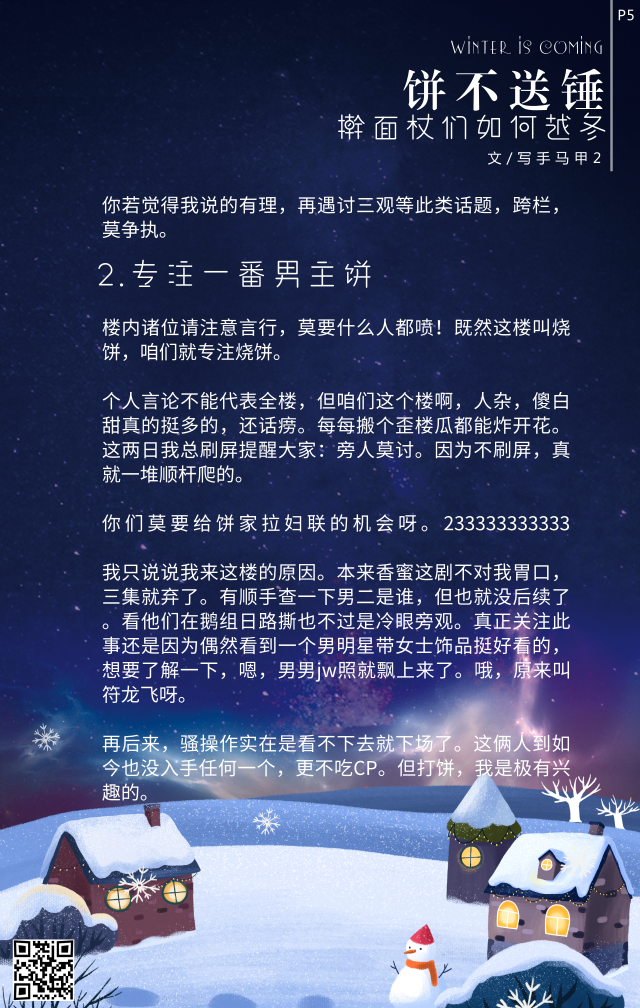 P5
WINTER IS COMING
饼不送锤
擀面杖们如何越冬
文/写手马甲2
你若觉得我说的有理，再遇讨三观等此类话题，跨栏，
莫争执。
2.专注一番男主饼
楼内诸位请注意言行，莫要什么人都喷！既然这楼叫烧
饼，咱们就专注烧饼。
个人言论不能代表全楼，但咱们这个楼啊，人杂，傻白
甜真的挺多的，还话痨。每每搬个歪楼瓜都能炸开花。
这两日我总刷屏提醒大家：旁人莫讨。因为不刷屏，真
就一堆顺杆爬的。
你们莫要给饼家拉妇联的机会呀。233333333333
我只说说我来这楼的原因。本来香蜜这剧不对我胃口，
三集就弃了。有顺手查一下男二是谁，但也就没后续了
。看他们在鹅组日路撕也不过是冷眼旁观。真正关注此
事还是因为偶然看到一个男明星带女士饰品挺好看的，
想要了解一下，嗯，男男jw照就飘上来了。哦，原来叫
符龙飞呀。
再后来，骚操作实在是看不下去就下场了。这俩人到如
今也没入手任何一个，更不吃CP。但打饼，我是极有兴
趣的。